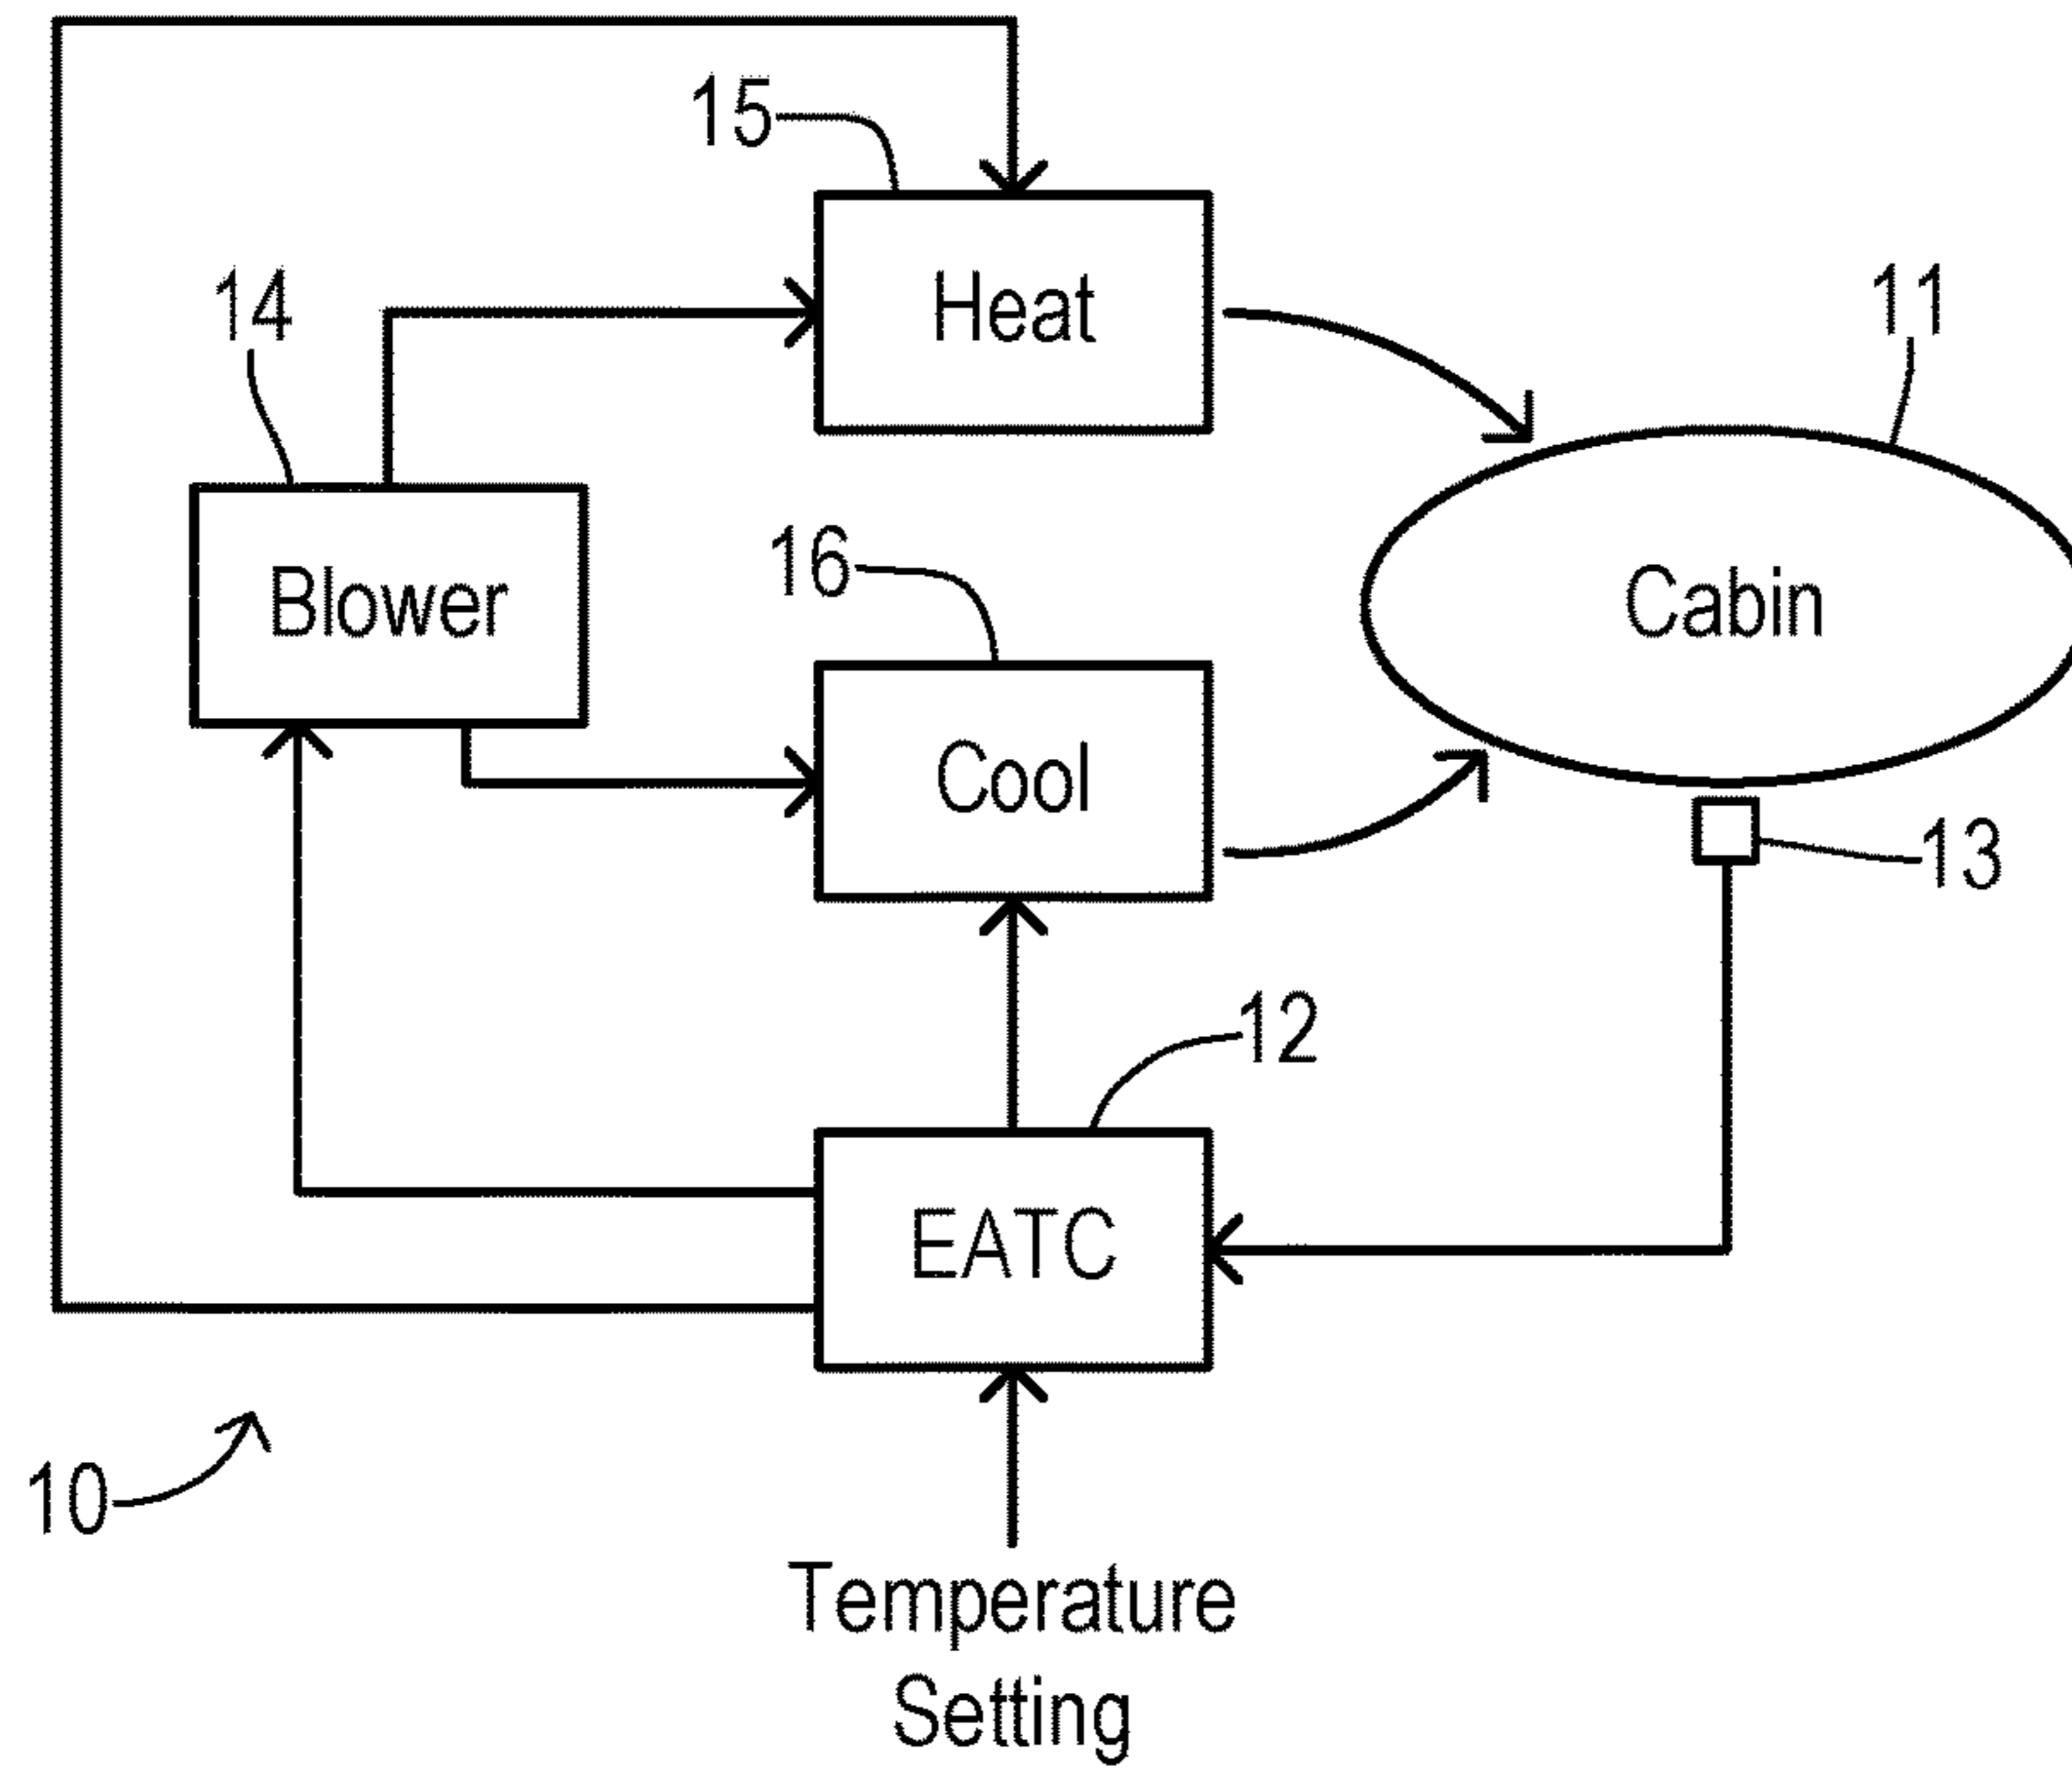 15
Heat
14
11
Blower
16
Cabin
Cool
13
12
EATC
10
Temperature
Setting